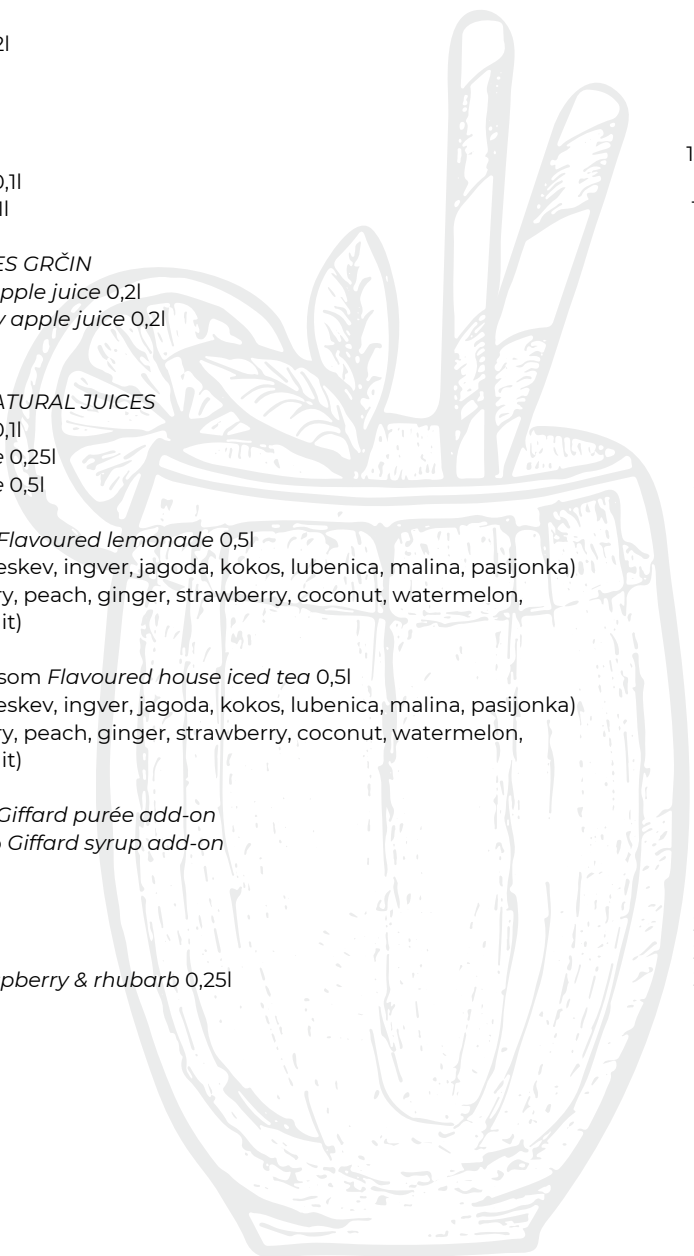 2l
0,1l
1l
ES GRČIN
apple juice 0,2l
y apple juice 0,2l
ATURAL JUICES
0,1l
e 0,25l
e 0,5l
Flavoured lemonade 0,5l
eskev, ingver, jagoda, kokos, lubenica, malina, pasijonka)
ry, peach, ginger, strawberry, coconut, watermelon,
it)
som Flavoured house iced tea 0,5l
eskev, ingver, jagoda, kokos, lubenica, malina, pasijonka)
ry, peach, ginger, strawberry, coconut, watermelon,
it)
Giffard purée add-on
Giffard syrup add-on
pberry & rhubarb 0,25l
1